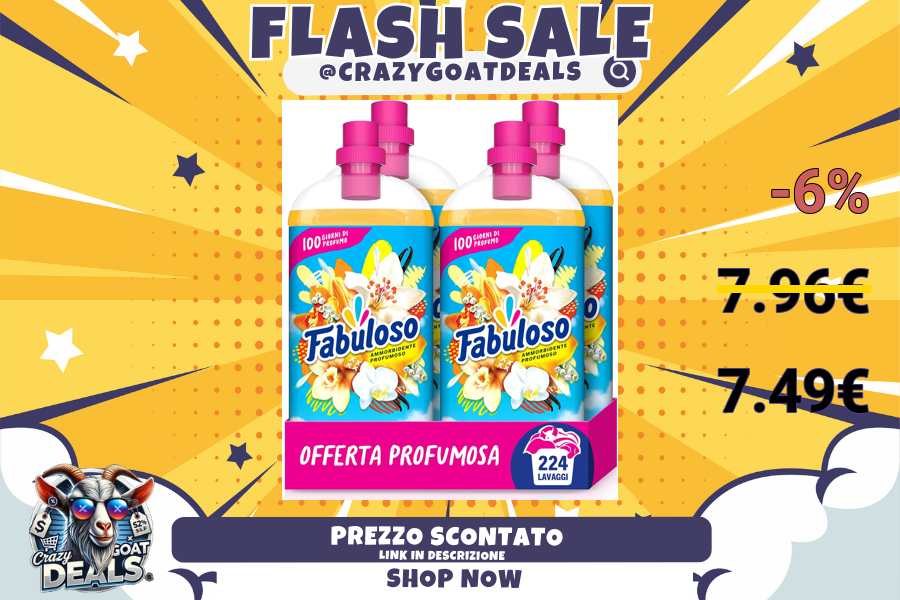 FLASH SALE
@CRAZYGOATDEALS
-6%
7.96€
7.49€
100 GIORNI DI PROFUMO
Fabuloso
AMMORBIDENTE
PROFUMOSO
100 GIORNI DI PROFUMO
Fabuloso
AMMORBIDENTE
PROFUMOSO
OFFERTA PROFUMOSA
224
LAVAGGI
$
52%
Crazy
GOAT
DEALS
PREZZO SCONTATO
LINK IN DESCRIZIONE
SHOP NOW